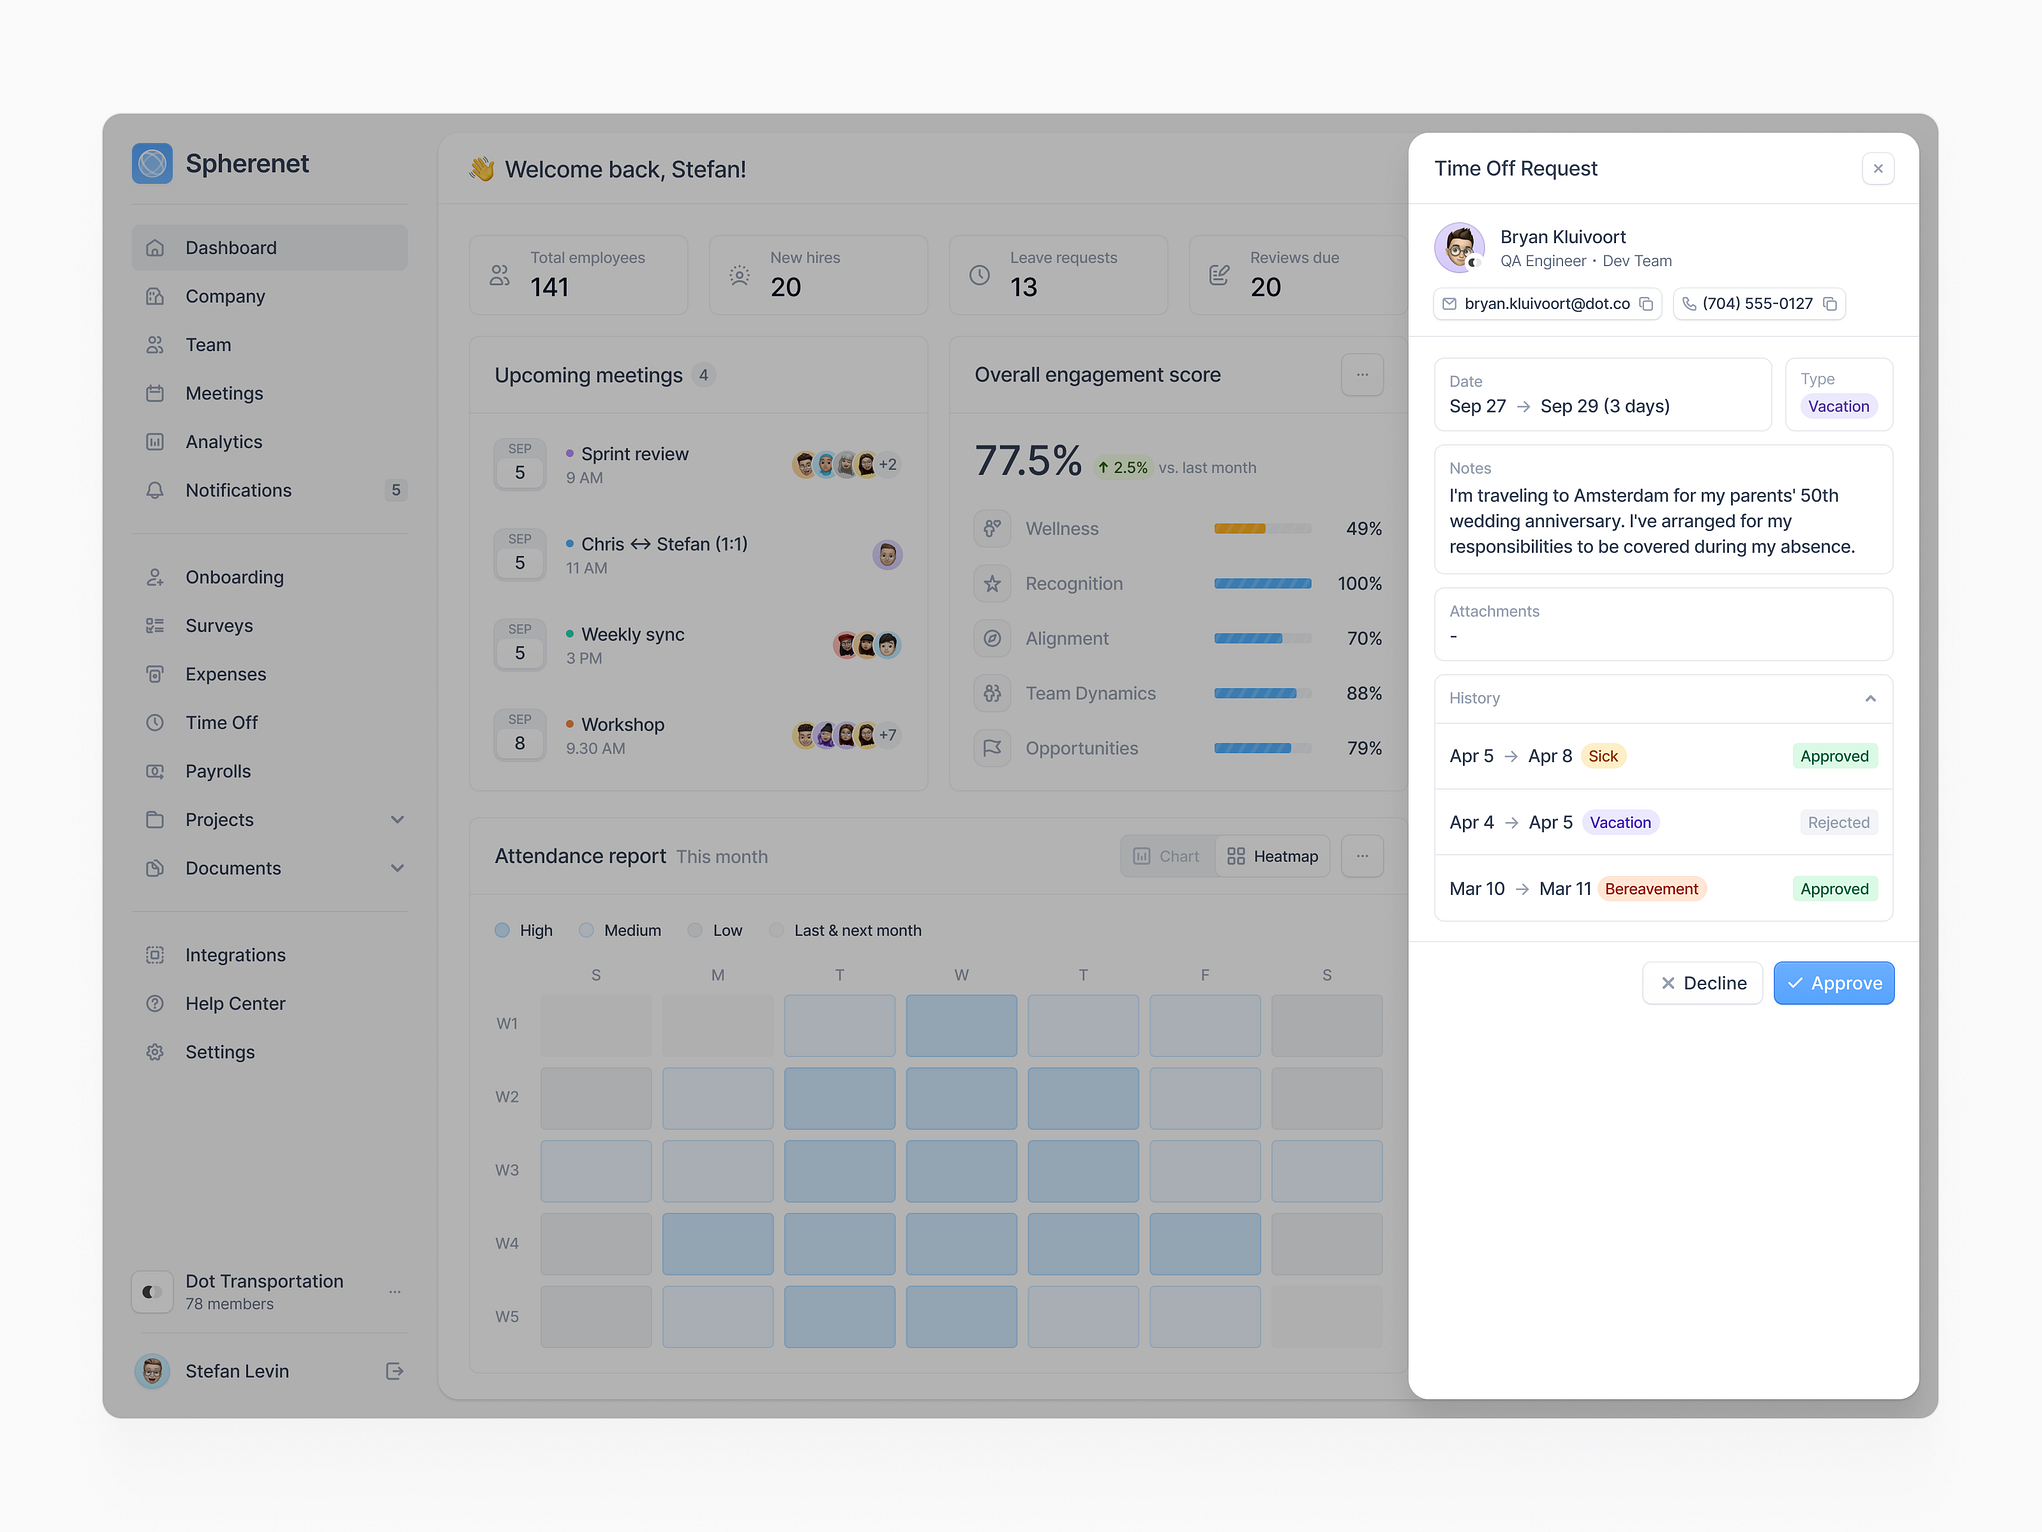 Spherenet
Dashboard
Company
Team
Meetings
Analytics
Notifications 5
Onboarding
Surveys
Expenses
Time Off
Payrolls
Projects
Documents
Integrations
Help Center
Settings
Dot Transportation
78 members
Stefan Levin
👋 Welcome back, Stefan!
Total employees
141
New hires
20
Leave requests
13
Reviews due
20
Upcoming meetings 4
SEP
5
Sprint review
9 AM
+2
SEP
5
Chris <-> Stefan (1:1)
11 AM
SEP
5
Weekly sync
3 PM
SEP
8
Workshop
9.30 AM
+7
Overall engagement score
77.5% ↑ 2.5% vs. last month
Wellness 49%
Recognition 100%
Alignment 70%
Team Dynamics 88%
Opportunities 79%
Attendance report This month
Chart Heatmap
High Medium Low Last & next month
S M T W T F S
W1
W2
W3
W4
W5
Time Off Request
Bryan Kluivoort
QA Engineer • Dev Team
bryan.kluivoort@dot.co
(704) 555-0127
Date
Sep 27 → Sep 29 (3 days)
Type
Vacation
Notes
I'm traveling to Amsterdam for my parents' 50th
wedding anniversary. I've arranged for my
responsibilities to be covered during my absence.
Attachments
-
History
Apr 5 → Apr 8 Sick Approved
Apr 4 → Apr 5 Vacation Rejected
Mar 10 → Mar 11 Bereavement Approved
Decline
Approve